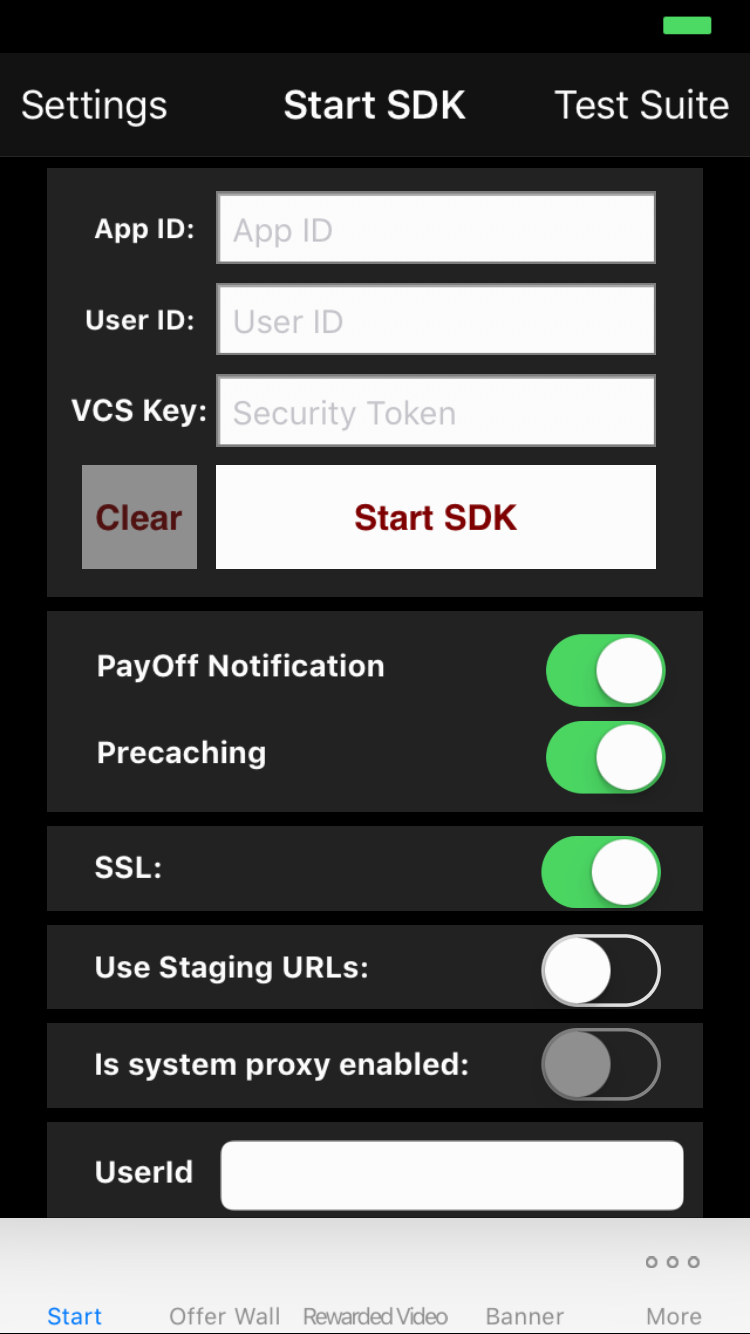 Settings Start SDK Test Suite
App ID: App ID
User ID: User ID
VCS Key: Security Token
Clear Start SDK
PayOff Notification
Precaching
SSL:
Use Staging URLs:
Is system proxy enabled:
UserId
Start Offer Wall Rewarded Video Banner More